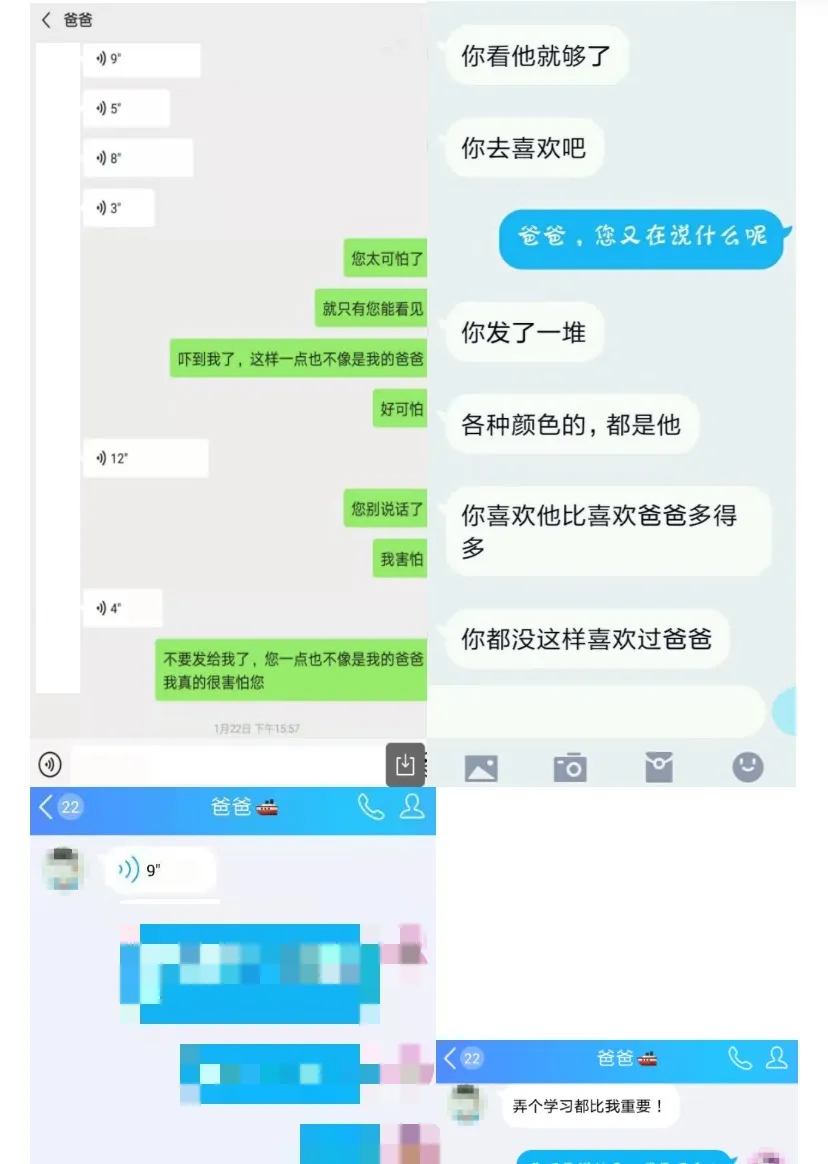 爸爸
9"
5"
8"
3"
您太可怕了
就只有您能看见
吓到我了，这样一点也不像是我的爸爸
好可怕
12"
您别说话了
我害怕
4"
不要发给我了，您一点也不像是我的爸爸
我真的很害怕您
1月22日 下午15:57
你看他就够了
你去喜欢吧
爸爸，您又在说什么呢
你发了一堆
各种颜色的，都是他
你喜欢他比喜欢爸爸多得
多
你都没这样喜欢过爸爸
22
爸爸
9"
22
爸爸
弄个学习都比我重要！